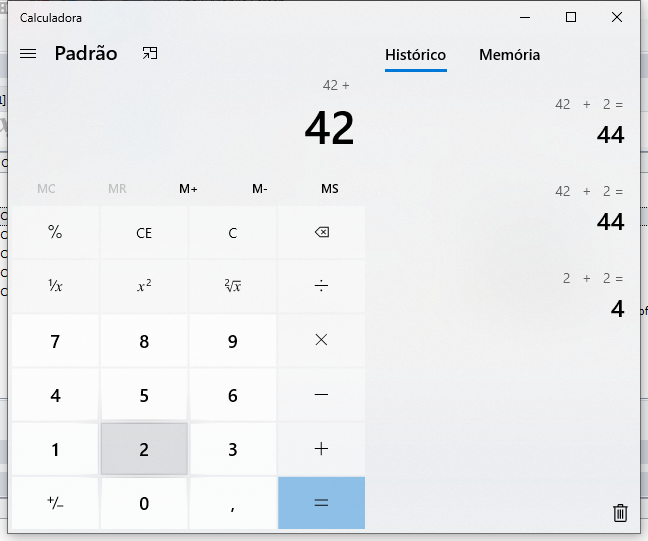 Calculadora
Padrão
Histórico Memória
42 +
42
42 + 2 =
44
42 + 2 =
44
2 + 2 =
4
MC MR M+ M- MS
% CE C
¹/x x² ²√x ÷
7 8 9 ×
4 5 6 −
1 2 3 +
+/− 0 , =